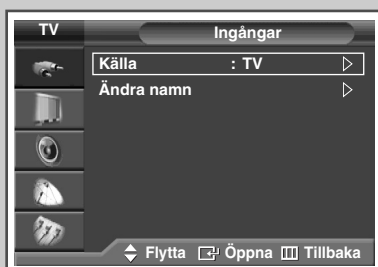 TV Ingångar
Källa : TV
Ändra namn
Flytta Öppna Tillbaka